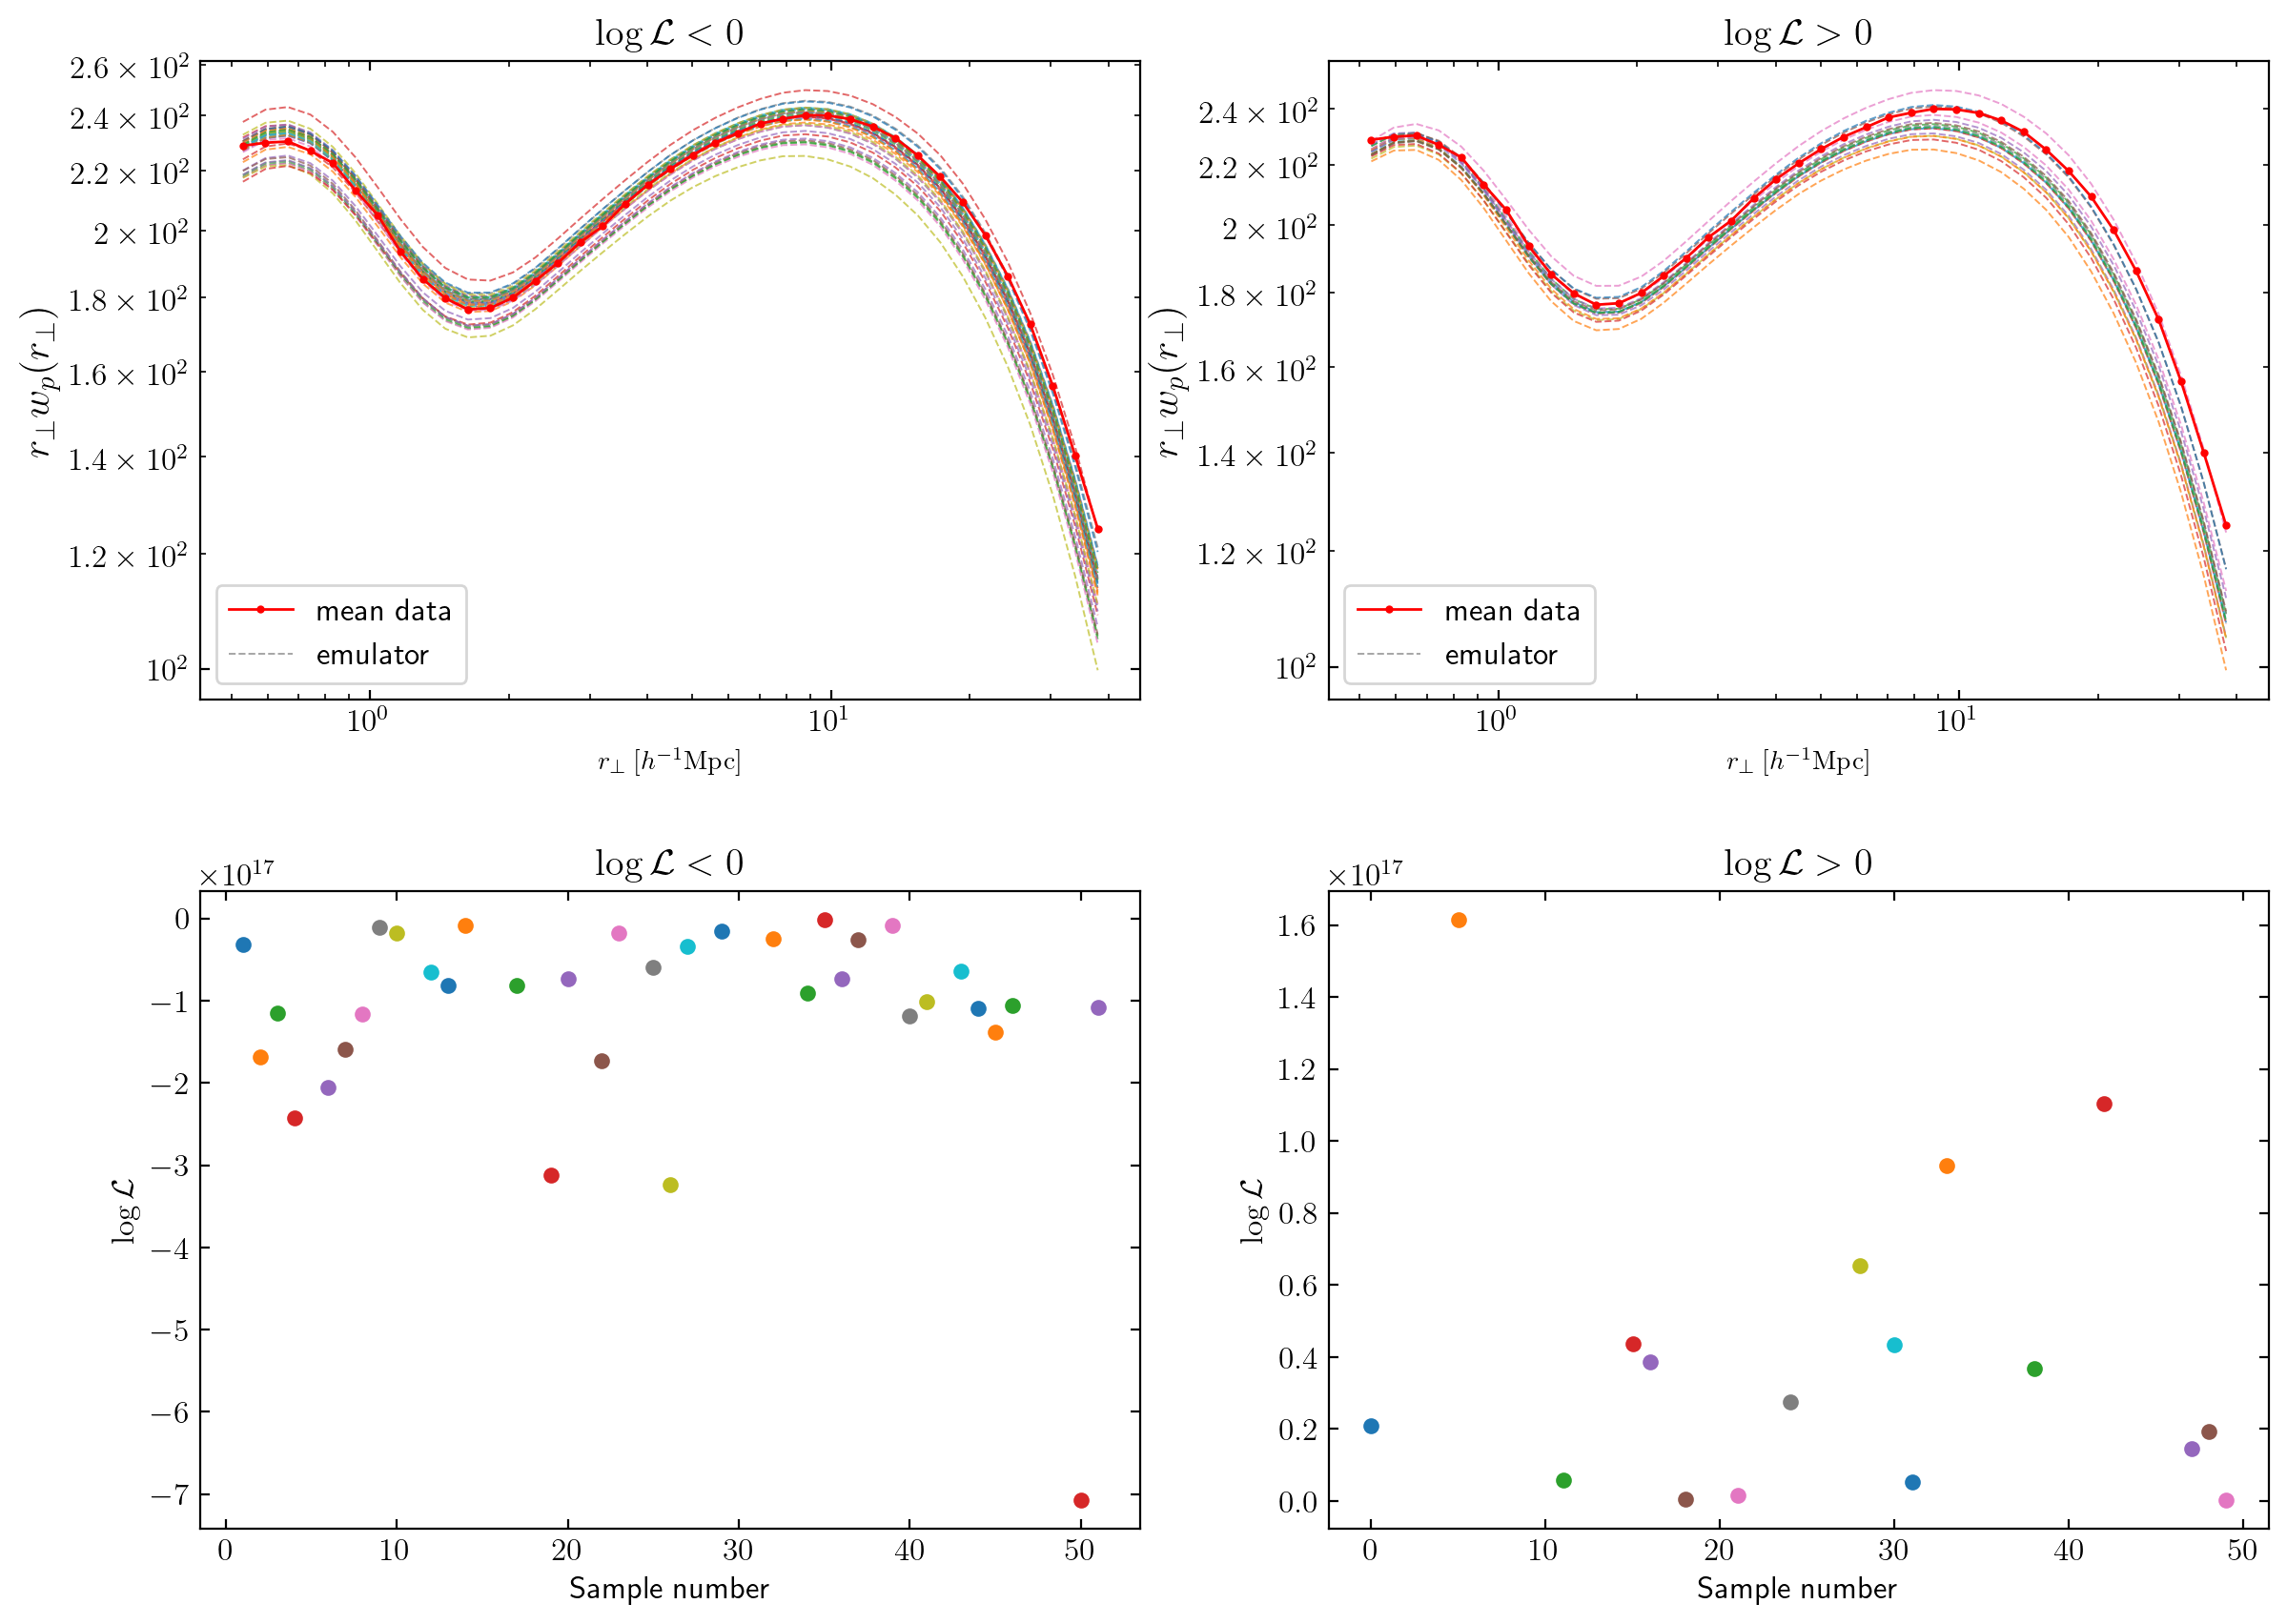 log ℒ < 0
2.6 × 10²
2.4 × 10²
2.2 × 10²
2 × 10²
1.8 × 10²
1.6 × 10²
1.4 × 10²
1.2 × 10²
10²
r⊥w_p(r⊥)
mean data
emulator
10⁰ 10¹
r⊥ [h⁻¹Mpc]
log ℒ > 0
2.4 × 10²
2.2 × 10²
2 × 10²
1.8 × 10²
1.6 × 10²
1.4 × 10²
1.2 × 10²
10²
r⊥w_p(r⊥)
mean data
emulator
10⁰ 10¹
r⊥ [h⁻¹Mpc]
log ℒ < 0
×10¹⁷
0
−1
−2
−3
−4
−5
−6
−7
log ℒ
0 10 20 30 40 50
Sample number
log ℒ > 0
×10¹⁷
1.6
1.4
1.2
1.0
0.8
0.6
0.4
0.2
0.0
log ℒ
0 10 20 30 40 50
Sample number